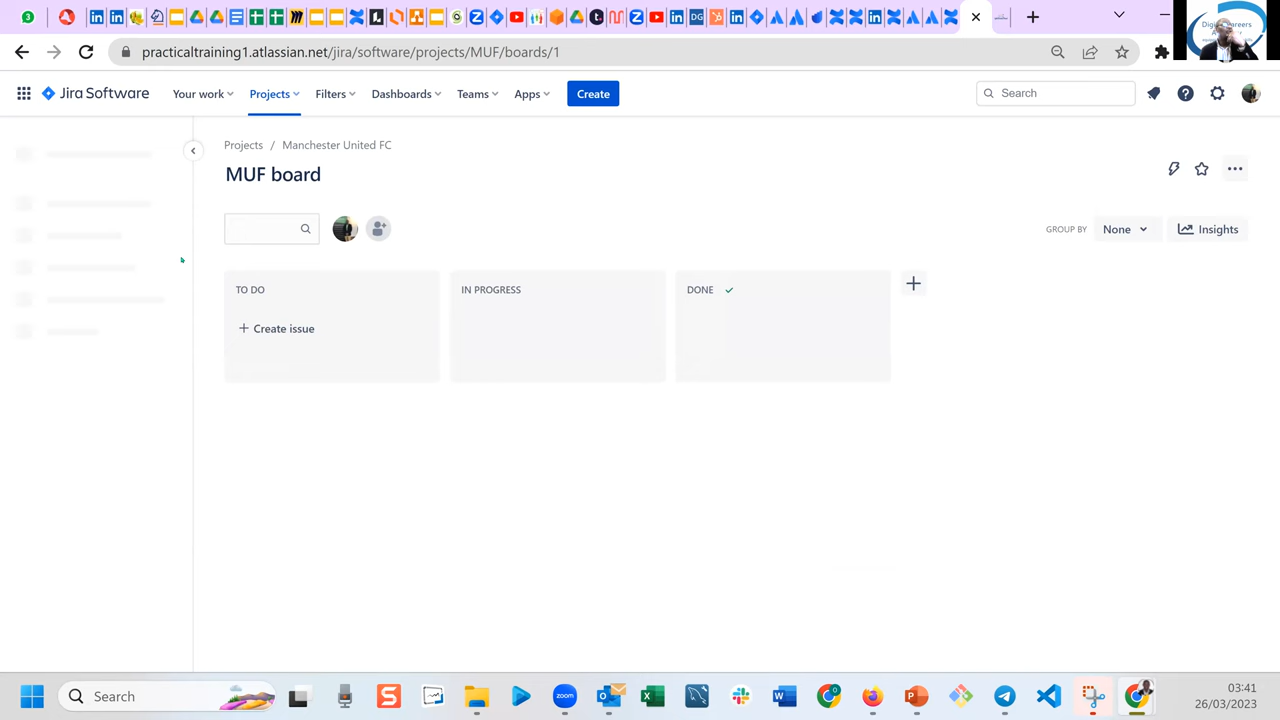 practicaltraining1.atlassian.net/jira/software/projects/MUF/boards/1
Jira Software Your work Projects Filters Dashboards Teams Apps Create Search
Projects / Manchester United FC
MUF board
GROUP BY None Insights
TO DO IN PROGRESS DONE
+ Create issue
Search
zoom
03:41
26/03/2023